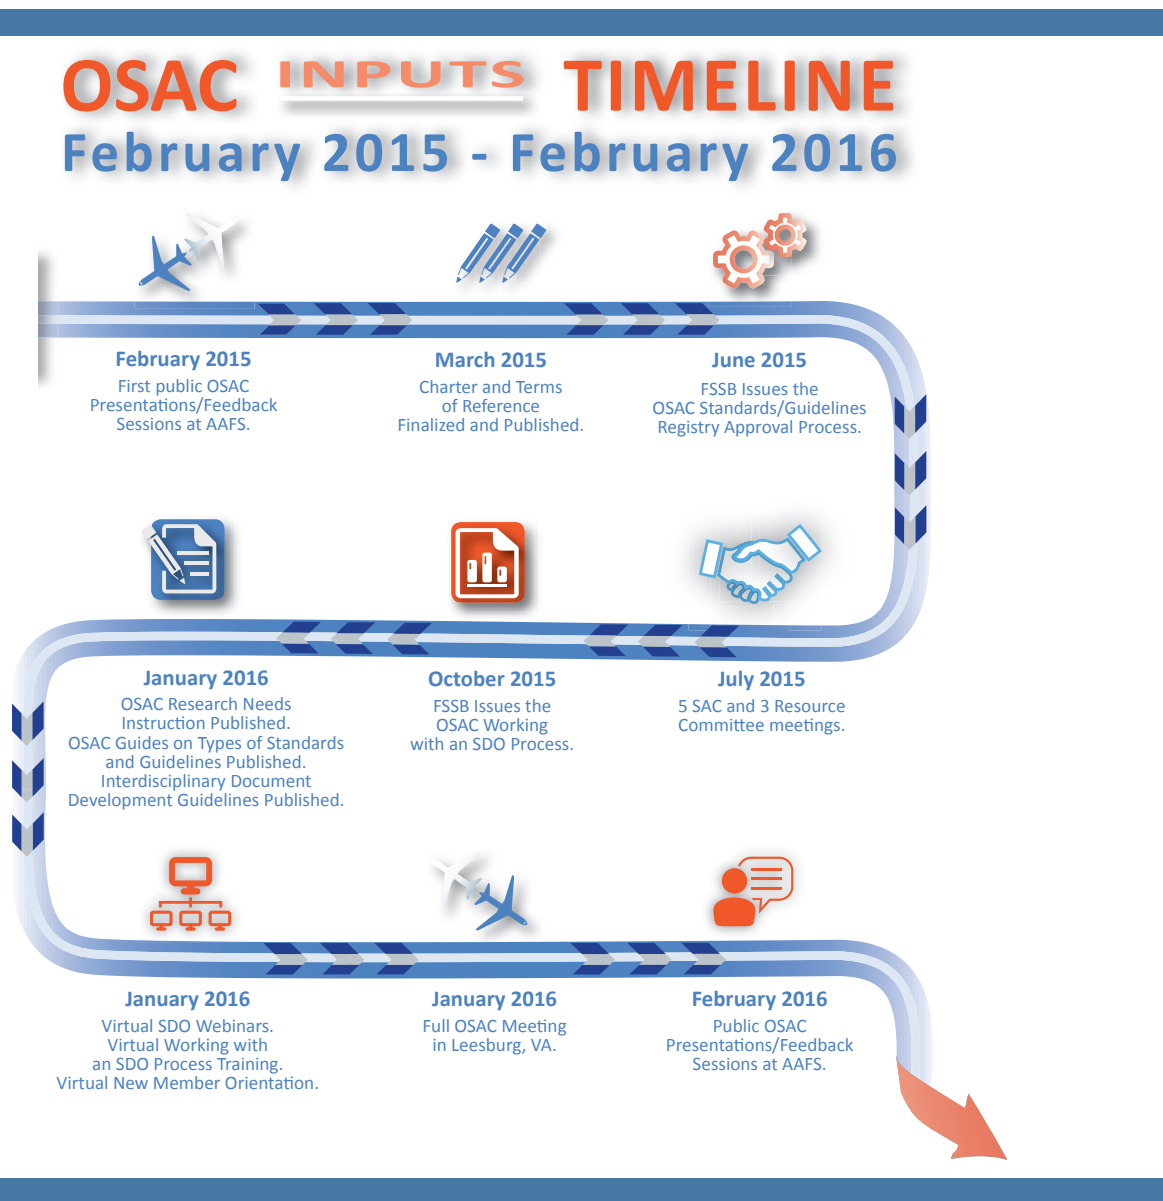 OSAC INPUTS TIMELINE
February 2015 - February 2016
February 2015
First public OSAC
Presentations/Feedback
Sessions at AAFS.
March 2015
Charter and Terms
of Reference
Finalized and Published.
June 2015
FSSB Issues the
OSAC Standards/Guidelines
Registry Approval Process.
July 2015
5 SAC and 3 Resource
Committee meetings.
October 2015
FSSB Issues the
OSAC Working
with an SDO Process.
January 2016
OSAC Research Needs
Instruction Published.
OSAC Guides on Types of Standards
and Guidelines Published.
Interdisciplinary Document
Development Guidelines Published.
January 2016
Virtual SDO Webinars.
Virtual Working with
an SDO Process Training.
Virtual New Member Orientation.
January 2016
Full OSAC Meeting
in Leesburg, VA.
February 2016
Public OSAC
Presentations/Feedback
Sessions at AAFS.